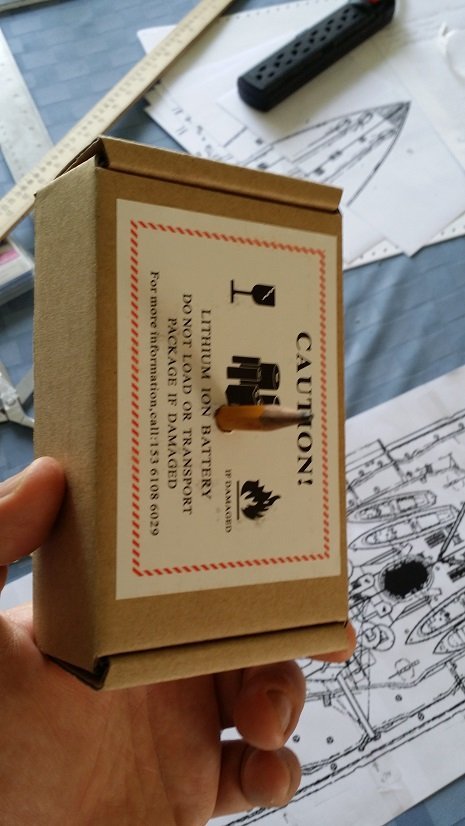 CAUTION!
IF DAMAGED
LITHIUM ION BATTERY
DO NOT LOAD OR TRANSPORT
PACKAGE IF DAMAGED
For more information,call:153 6108 6029